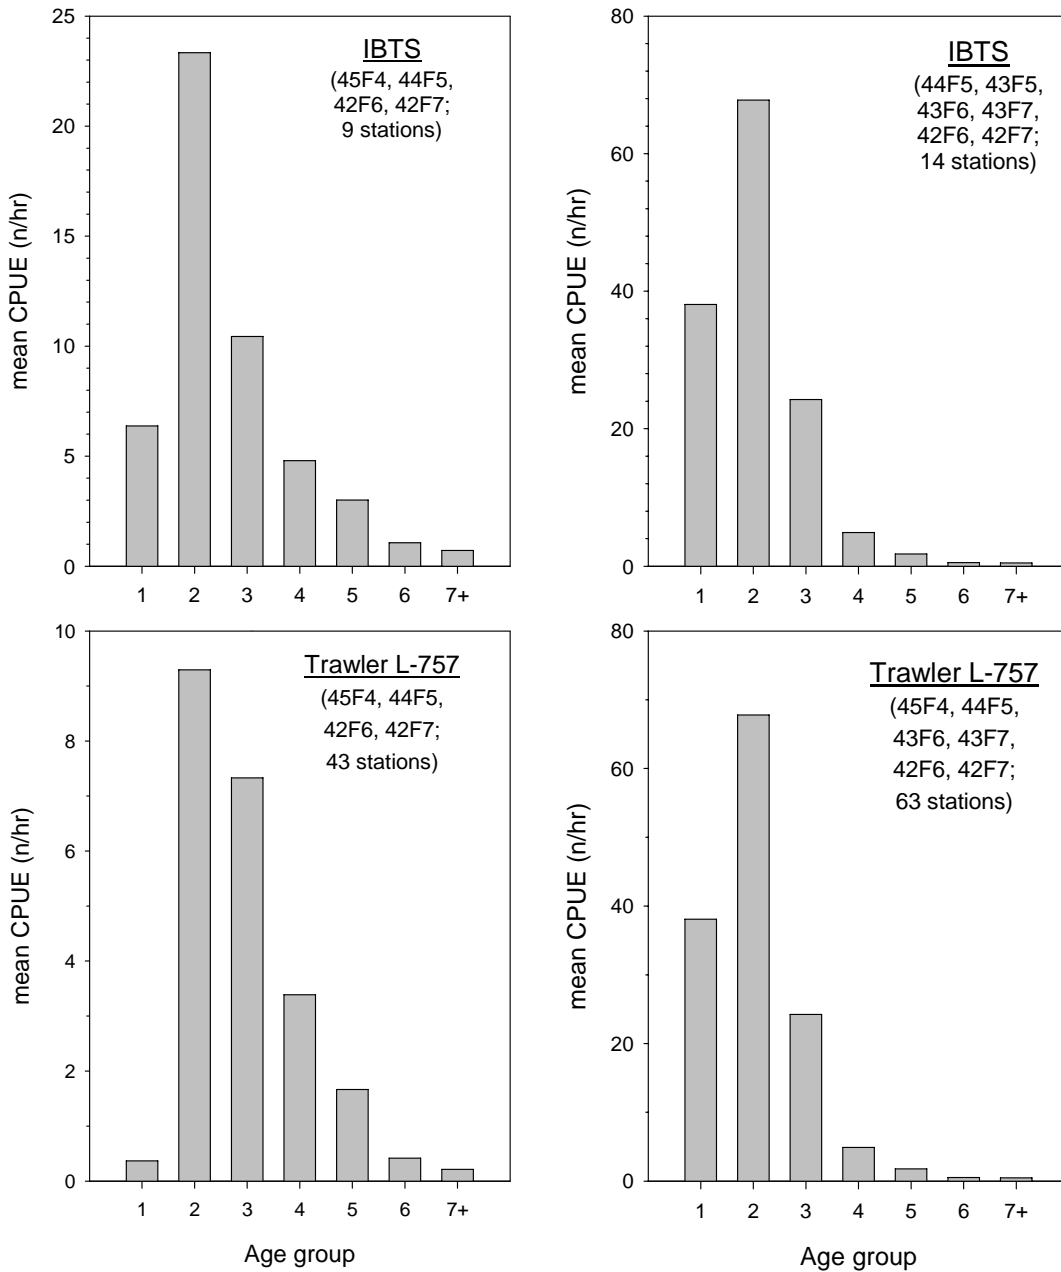 25
20
15
10
5
0
mean CPUE (n/hr)
IBTS
(45F4, 44F5,
42F6, 42F7;
9 stations)
1 2 3 4 5 6 7+
80
60
40
20
0
mean CPUE (n/hr)
IBTS
(44F5, 43F5,
43F6, 43F7,
42F6, 42F7;
14 stations)
1 2 3 4 5 6 7+
10
8
6
4
2
0
mean CPUE (n/hr)
Trawler L-757
(45F4, 44F5,
42F6, 42F7;
43 stations)
1 2 3 4 5 6 7+
Age group
80
60
40
20
0
mean CPUE (n/hr)
Trawler L-757
(45F4, 44F5,
43F6, 43F7,
42F6, 42F7;
63 stations)
1 2 3 4 5 6 7+
Age group